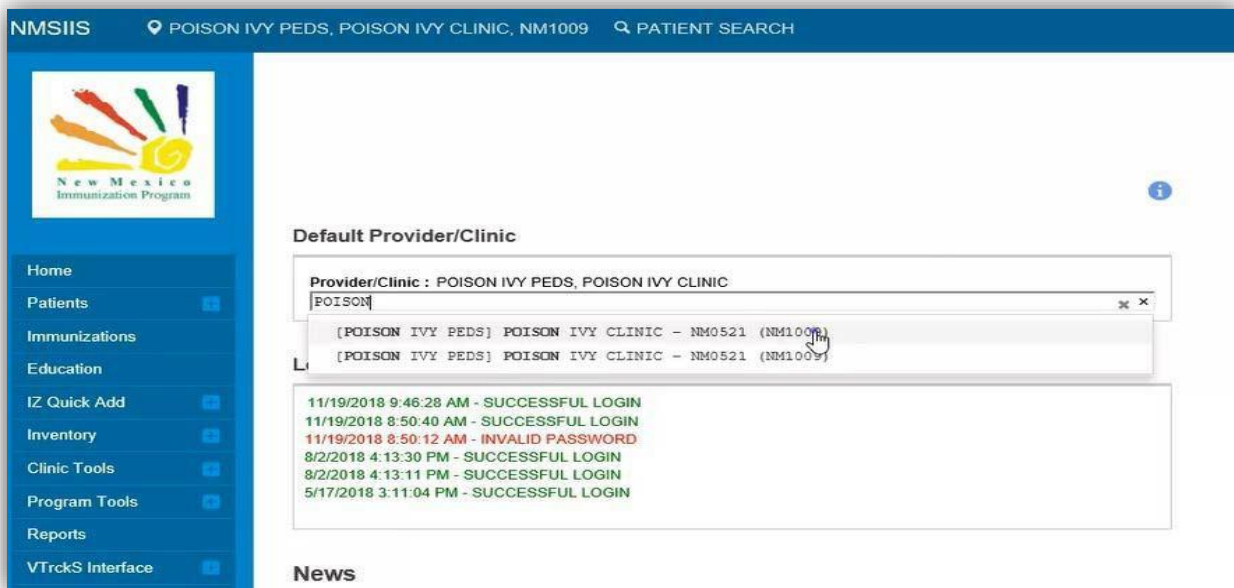 NMSIIS POISON IVY PEDS, POISON IVY CLINIC, NM1009 PATIENT SEARCH
New Mexico
Immunization Program
Default Provider/Clinic
Provider/Clinic : POISON IVY PEDS, POISON IVY CLINIC
POISON
[POISON IVY PEDS] POISON IVY CLINIC - NM0521 (NM1009)
[POISON IVY PEDS] POISON IVY CLINIC - NM0521 (NM1009)
11/19/2018 9:46:28 AM - SUCCESSFUL LOGIN
11/19/2018 8:50:40 AM - SUCCESSFUL LOGIN
11/19/2018 8:50:12 AM - INVALID PASSWORD
8/2/2018 4:13:30 PM - SUCCESSFUL LOGIN
8/2/2018 4:13:11 PM - SUCCESSFUL LOGIN
5/17/2018 3:11:04 PM - SUCCESSFUL LOGIN
News
Home
Patients
Immunizations
Education
IZ Quick Add
Inventory
Clinic Tools
Program Tools
Reports
VTrckS Interface